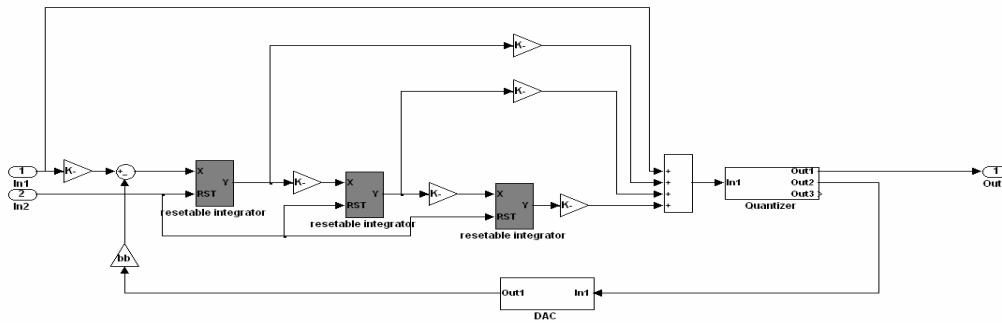 K-
K-
1
In1
K-
+
-
X
Y
RST
resetable integrator
2
In2
K-
X
Y
RST
resetable integrator
K-
X
Y
RST
resetable integrator
K-
+
+
+
+
In1
Out1
Out2
Out3
Quantizer
1
Out
bb
Out1
In1
DAC